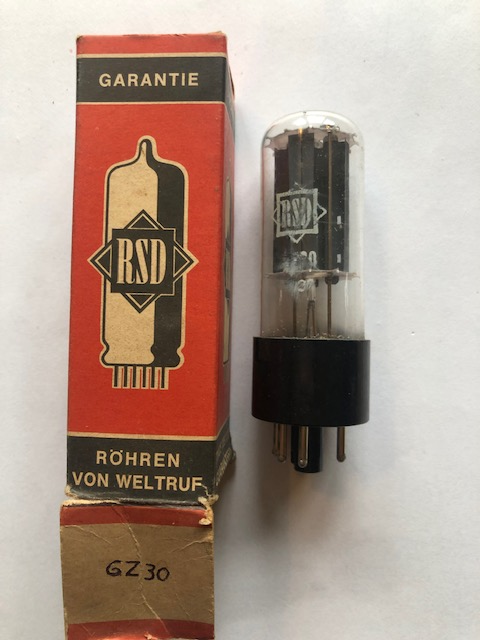 GARANTIE
RSD
RÖHREN
VON WELTRUF
GZ30
RSD